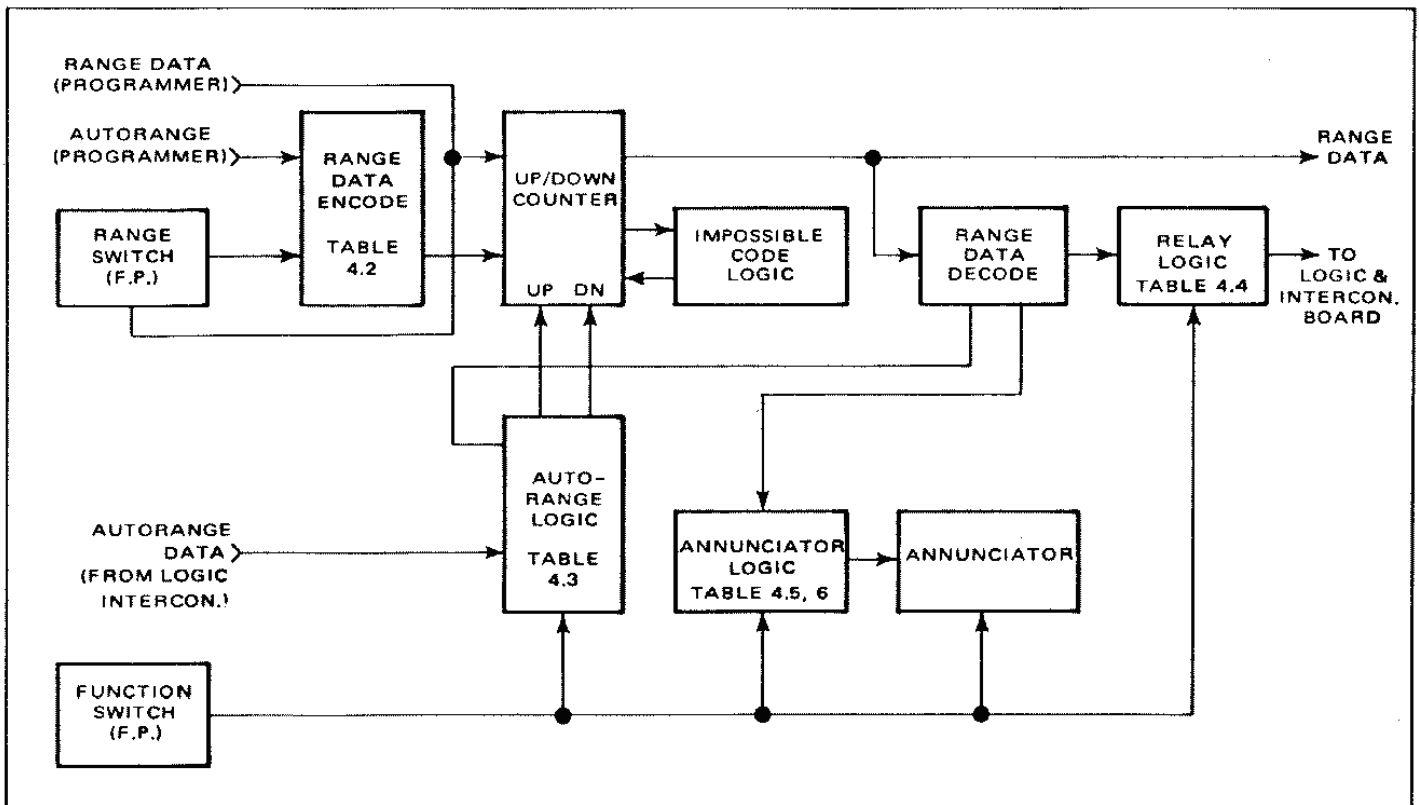 RANGE DATA
(PROGRAMMER)
AUTORANGE
(PROGRAMMER)
RANGE
SWITCH
(F.P.)
RANGE
DATA
ENCODE
TABLE
4.2
UP/DOWN
COUNTER
UP DN
IMPOSSIBLE
CODE
LOGIC
RANGE
DATA
DECODE
RELAY
LOGIC
TABLE 4.4
RANGE
DATA
TO
LOGIC &
INTERCON.
BOARD
AUTO-
RANGE
LOGIC
TABLE
4.3
AUTORANGE
DATA
(FROM LOGIC
INTERCON.)
ANNUNCIATOR
LOGIC
TABLE 4.5, 6
ANNUNCIATOR
FUNCTION
SWITCH
(F.P.)